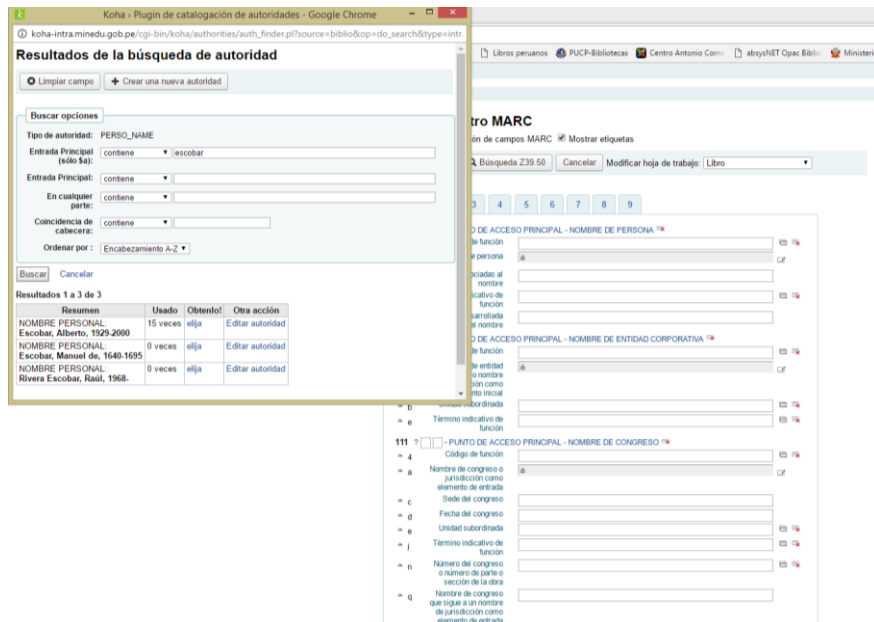 Koha › Plugin de catalogación de autoridades - Google Chrome
koha-intra.minedu.gob.pe/cgi-bin/koha/authorities/auth_finder.pl?source=biblio&op=do_search&type=intr
Resultados de la búsqueda de autoridad
Limpiar campo
Crear una nueva autoridad
Buscar opciones
Tipo de autoridad: PERSO_NAME
Entrada Principal (sólo $a): contiene escobar
Entrada Principal: contiene
En cualquier parte: contiene
Coincidencia de cabecera: contiene
Ordenar por : Encabezamiento A-Z
Buscar Cancelar
Resultados 1 a 3 de 3
Resumen Usado Obtenlo! Otra acción
NOMBRE PERSONAL: 15 veces elija Editar autoridad
Escobar, Alberto, 1929-2000
NOMBRE PERSONAL: 0 veces elija Editar autoridad
Escobar, Manuel de, 1640-1695
NOMBRE PERSONAL: 0 veces elija Editar autoridad
Rivera Escobar, Raúl, 1968-
Libros peruanos PUCP-Bibliotecas Centro Antonio Corn absysNET Opac Biblio Ministeri
tro MARC
ón de campos MARC Mostrar etiquetas
Búsqueda Z39.50 Cancelar Modificar hoja de trabajo: Libro
3 4 5 6 7 8 9
O DE ACCESO PRINCIPAL - NOMBRE DE PERSONA
de función
e persona
ociadas al
nombre
icativo de
función
sarrollada
el nombre
O DE ACCESO PRINCIPAL - NOMBRE DE ENTIDAD CORPORATIVA
de función
de entidad
o nombre
ción como
nto inicial
b Unidad subordinada
e Término indicativo de
función
111 ? - PUNTO DE ACCESO PRINCIPAL - NOMBRE DE CONGRESO
4 Código de función
a Nombre de congreso o
jurisdicción como
elemento de entrada
c Sede del congreso
d Fecha del congreso
e Unidad subordinada
j Término indicativo de
función
n Número del congreso
o número de parte o
sección de la obra
q Nombre de congreso
que sigue a un nombre
de jurisdicción como
elemento de entrada